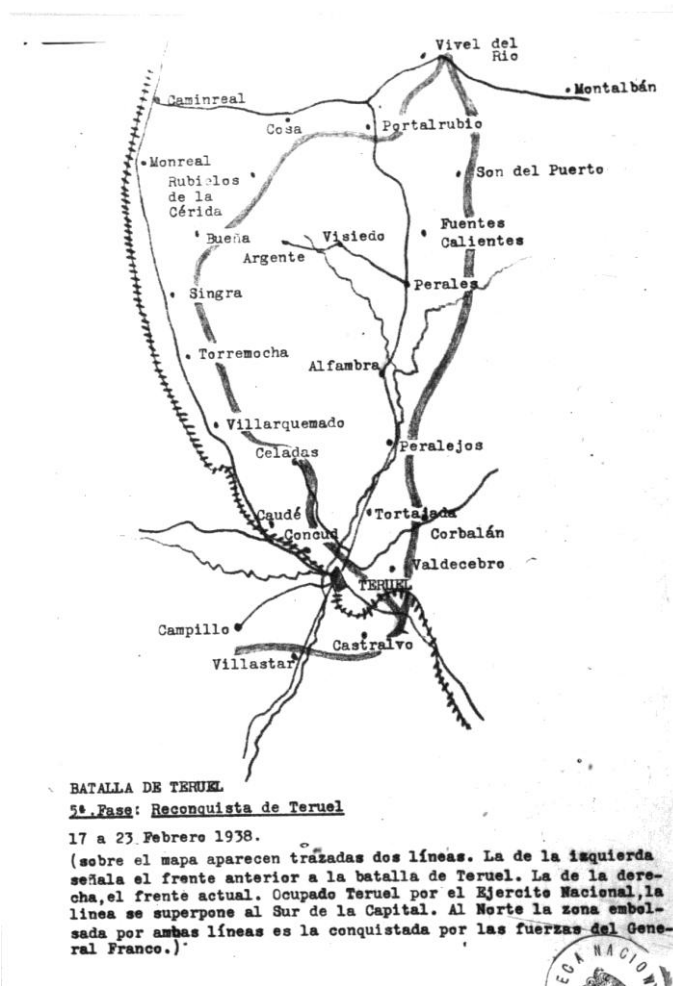 Vivel del
Rio
Montalbán
Caminreal
Cosa
Portalrubio
Monreal
Rubielos
de la
Cérida
Son del Puerto
Bueña
Visiedo
Fuentes
Calientes
Argente
Perales
Singra
Torremocha
Alfambra
Villarquemado
Peralejos
Celadas
Caudé
Tortajada
Concud
Corbalán
Valdecebro
TERUEL
Campillo
Castralvo
Villastar
BATALLA DE TERUEL
5ª.Fase: Reconquista de Teruel
17 a 23 Febrero 1938.
(sobre el mapa aparecen trazadas dos líneas. La de la izquierda
señala el frente anterior a la batalla de Teruel. La de dere-
cha,el frente actual. Ocupado Teruel por el Ejercito Nacional,la
linea se superpone al Sur de la Capital. Al Norte la zona embol-
sada por ambas líneas es la conquistada por las fuerzas del Gene-
ral Franco.)
NACION